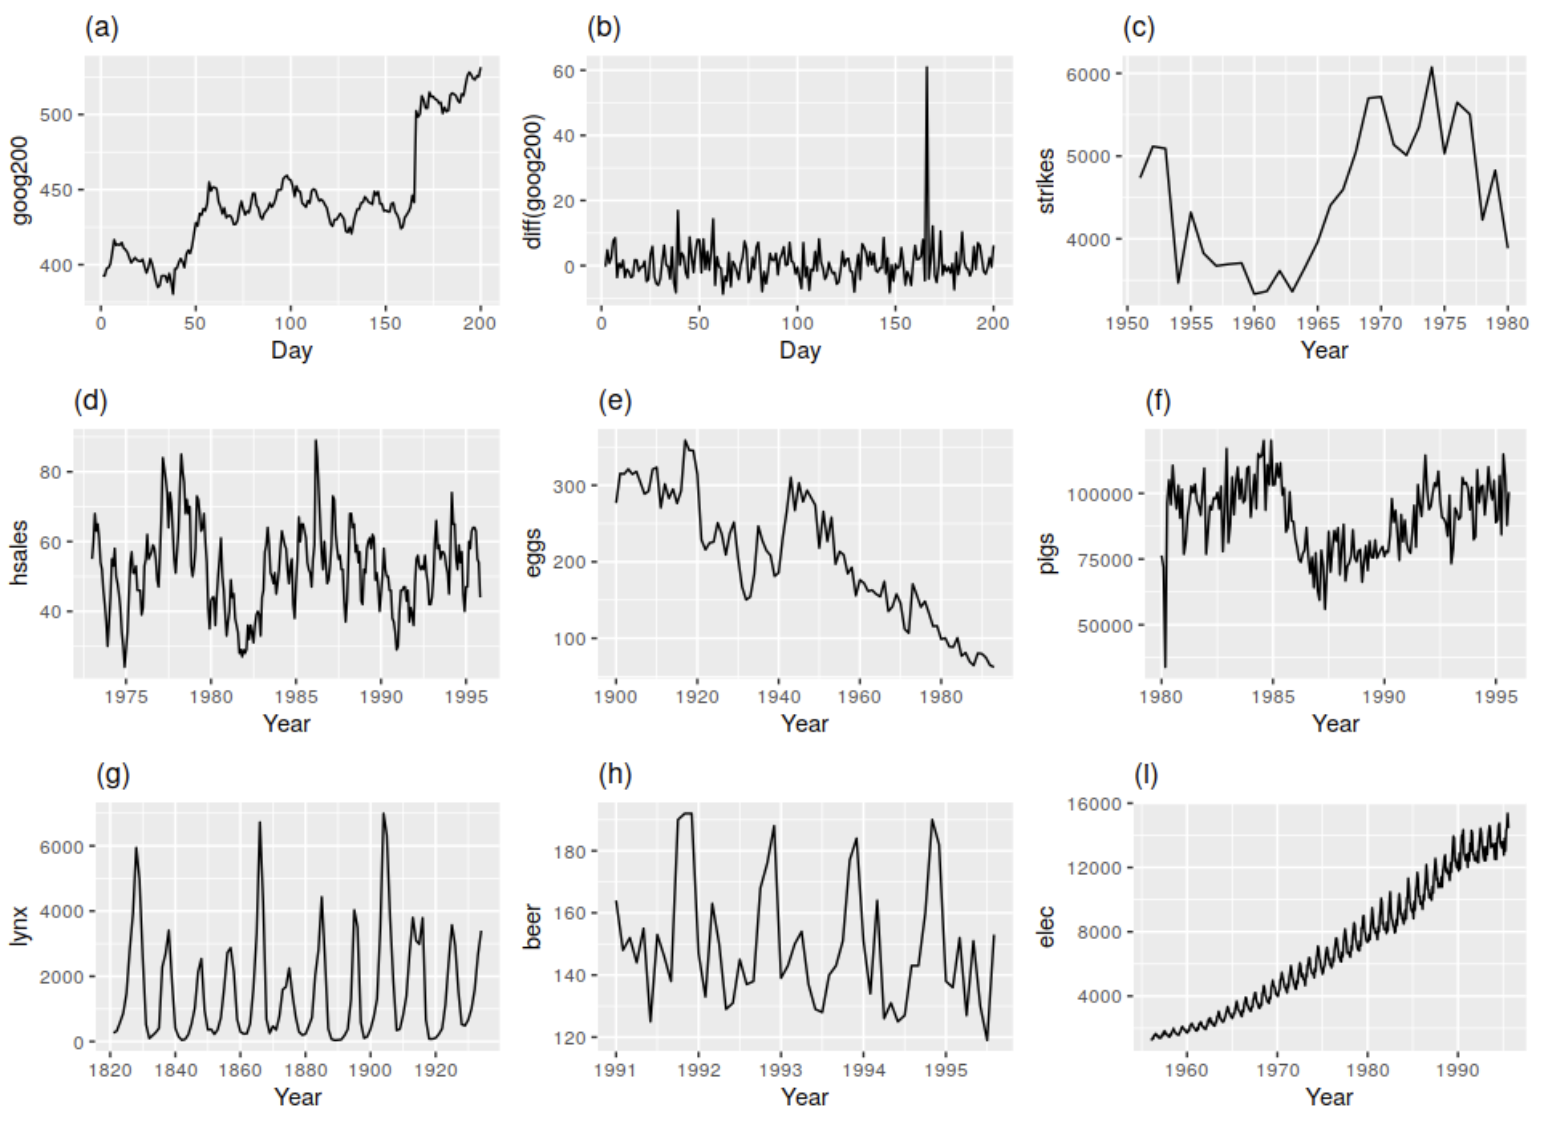 (a)
(b)
(c)
goog200
500
450
400
0
50
100
150
200
Day
diff(goog200)
60
40
20
0
0
50
100
150
200
Day
strikes
6000
5000
4000
1950
1955
1960
1965
1970
1975
1980
Year
(d)
(e)
(f)
hsales
80
60
40
1975
1980
1985
1990
1995
Year
eggs
300
200
100
1900
1920
1940
1960
1980
Year
pigs
100000
75000
50000
1980
1985
1990
1995
Year
(g)
(h)
(I)
lynx
6000
4000
2000
0
1820
1840
1860
1880
1900
1920
Year
beer
180
160
140
120
1991
1992
1993
1994
1995
Year
elec
16000
12000
8000
4000
1960
1970
1980
1990
Year